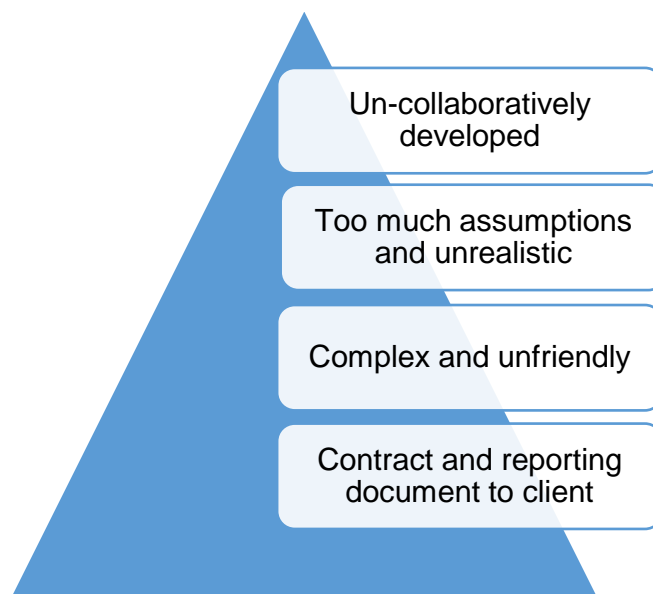 Un-collaboratively
developed
Too much assumptions
and unrealistic
Complex and unfriendly
Contract and reporting
document to client